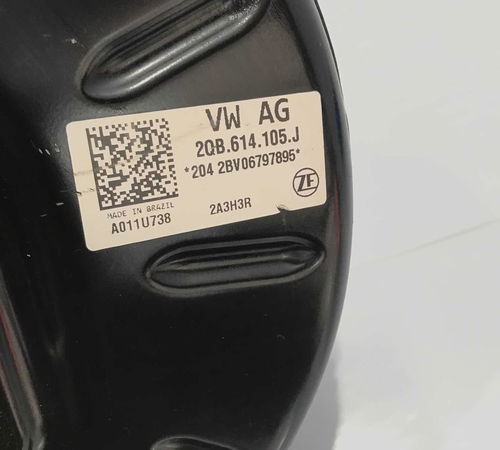 VW AG
2QB.614.105.J
*204 2BV06797895*
ZF
MADE IN BRAZIL
A011U738 2A3H3R